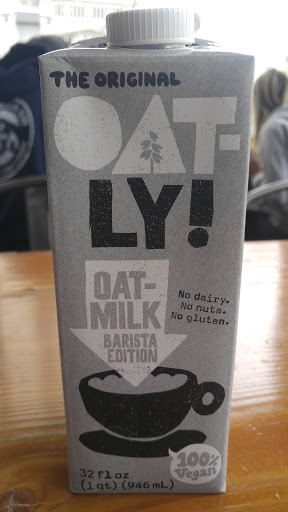 THE ORIGINAL
OAT-
LY!
OAT-
MILK
BARISTA
EDITION
No dairy.
No nuts.
No gluten.
100%
Vegan
32 fl oz
(1 qt) (946 mL)